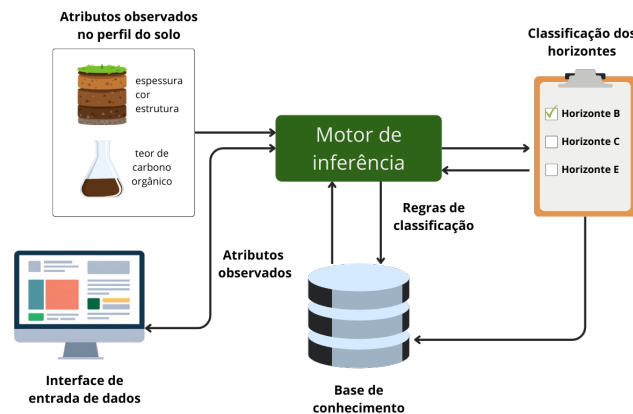 Atributos observados
no perfil do solo
espessura
cor
estrutura
teor de
carbono
orgânico
Motor de
inferência
Classificação dos
horizontes
Horizonte B
Horizonte C
Horizonte E
Regras de
classificação
Atributos
observados
Interface de
entrada de dados
Base de
conhecimento